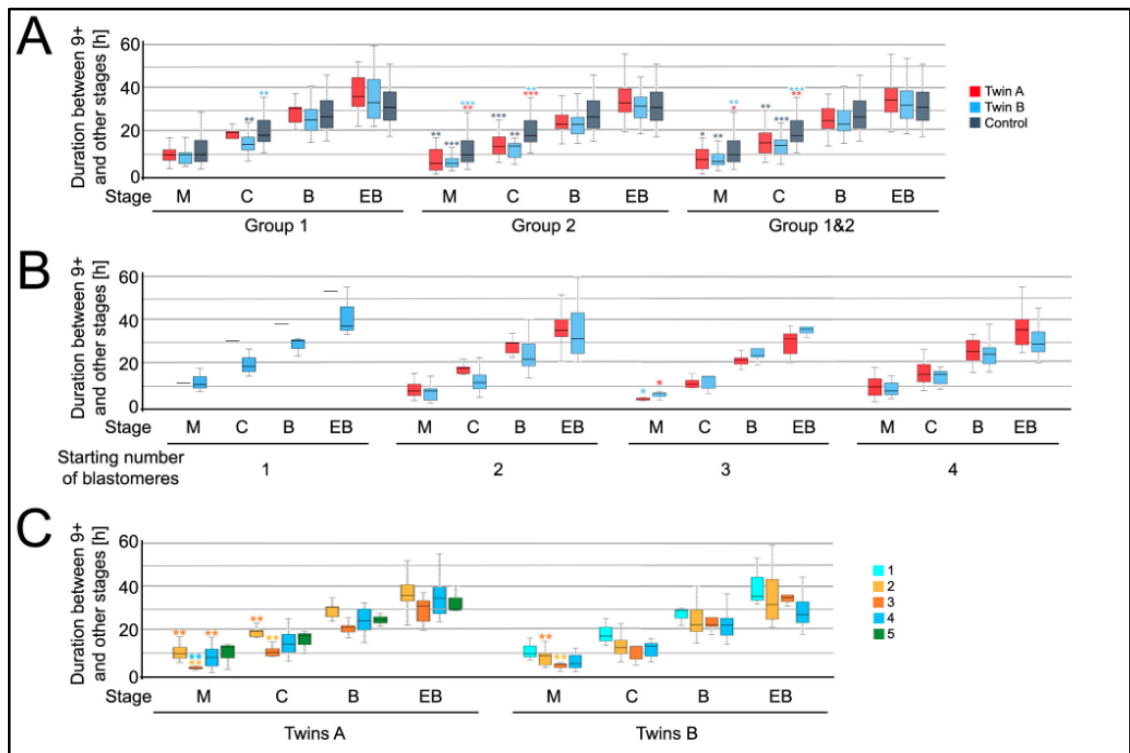 A
Duration between 9+
and other stages [h]
60
40
20
0
** ** *** ** ** *** *** ** ** *** * ** ** * ** *** ** *** **
Twin A
Twin B
Control
Stage M C B EB M C B EB M C B EB
Group 1 Group 2 Group 1&2
B
Duration between 9+
and other stages [h]
60
40
20
0
* *
Stage M C B EB M C B EB M C B EB M C B EB
Starting number
of blastomeres
1 2 3 4
C
Duration between 9+
and other stages [h]
60
40
20
0
** ** ** ** ** ** ** **
1
2
3
4
5
Stage M C B EB M C B EB
Twins A Twins B